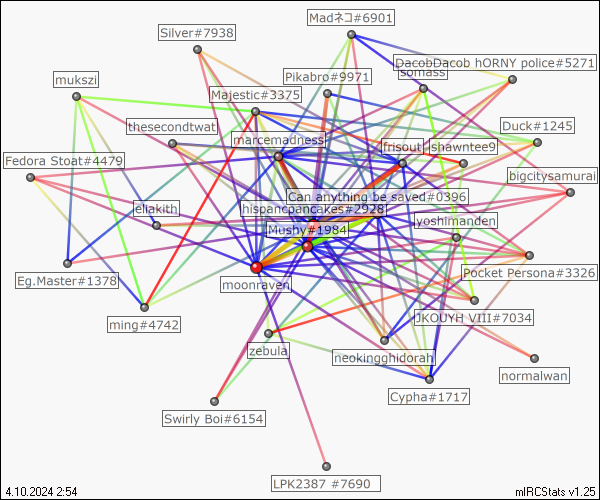 Madネコ#6901
Silver#7938
DacobDacob hORNY police#5271
somass
Pikabro#9971
mukszi
Majestic#3375
thesecondtwat
Duck#1245
marcemadness
frisout
shawntee9
Fedora Stoat#4479
bigcitysamurai
Can anything be saved#0396
eliakith
hispancpancakes#2928
yoshimanden
Mushy#1984
Pocket Persona#3326
Eg.Master#1378
moonraven
JKOUYH VIII#7034
ming#4742
zebula
neokingghidorah
normalwan
Cypha#1717
Swirly Boi#6154
LPK2387 #7690
4.10.2024 2:54
mIRCStats v1.25